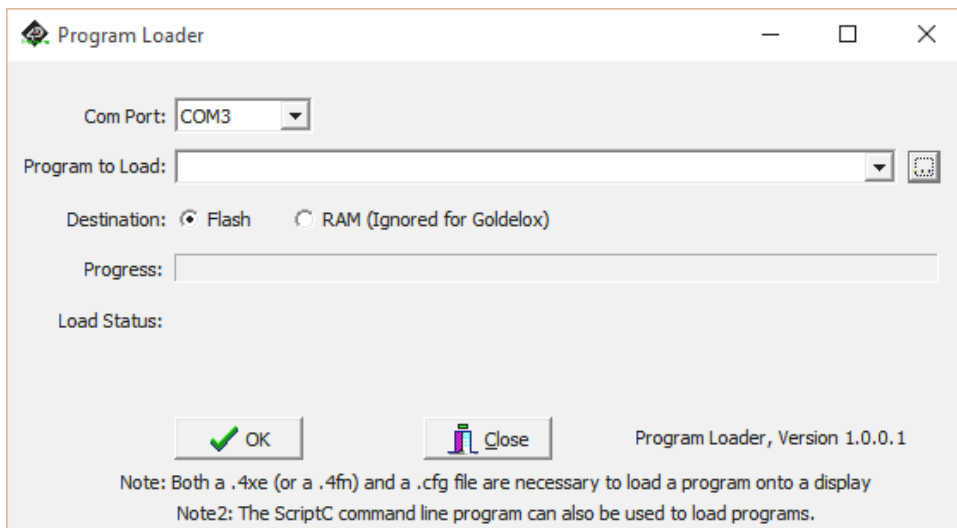 Program Loader
Com Port: COM3
Program to Load:
Destination: Flash RAM (Ignored for Goldelox)
Progress:
Load Status:
OK Close Program Loader, Version 1.0.0.1
Note: Both a .4xe (or a .4fn) and a .cfg file are necessary to load a program onto a display
Note2: The ScriptC command line program can also be used to load programs.